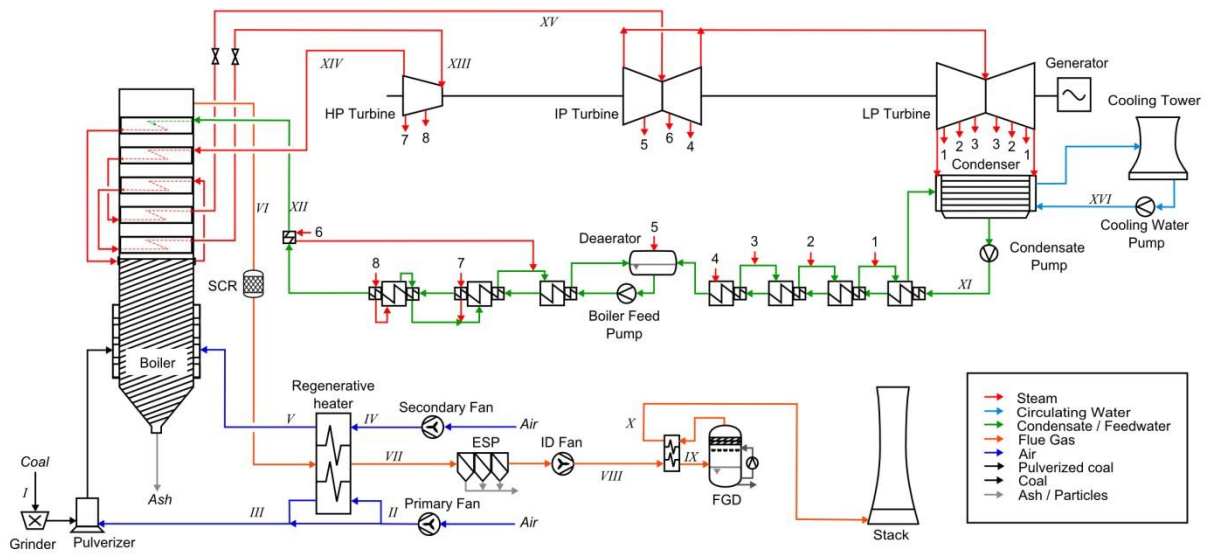 XV
XIV
XIII
HP Turbine
7
8
IP Turbine
5
6
4
LP Turbine
Generator
1
2
3
3
2
1
Condenser
Cooling Tower
XVI
Cooling Water
Pump
Condensate
Pump
VI
XII
6
SCR
8
7
Deaerator
5
Boiler Feed
Pump
4
3
2
1
XI
Boiler
Regenerative
heater
V
IV
Secondary Fan
Air
VII
ESP
ID Fan
VIII
X
IX
FGD
Stack
Coal
I
Grinder
Pulverizer
Ash
III
II
Primary Fan
Air
Steam
Circulating Water
Condensate / Feedwater
Flue Gas
Air
Pulverized coal
Coal
Ash / Particles